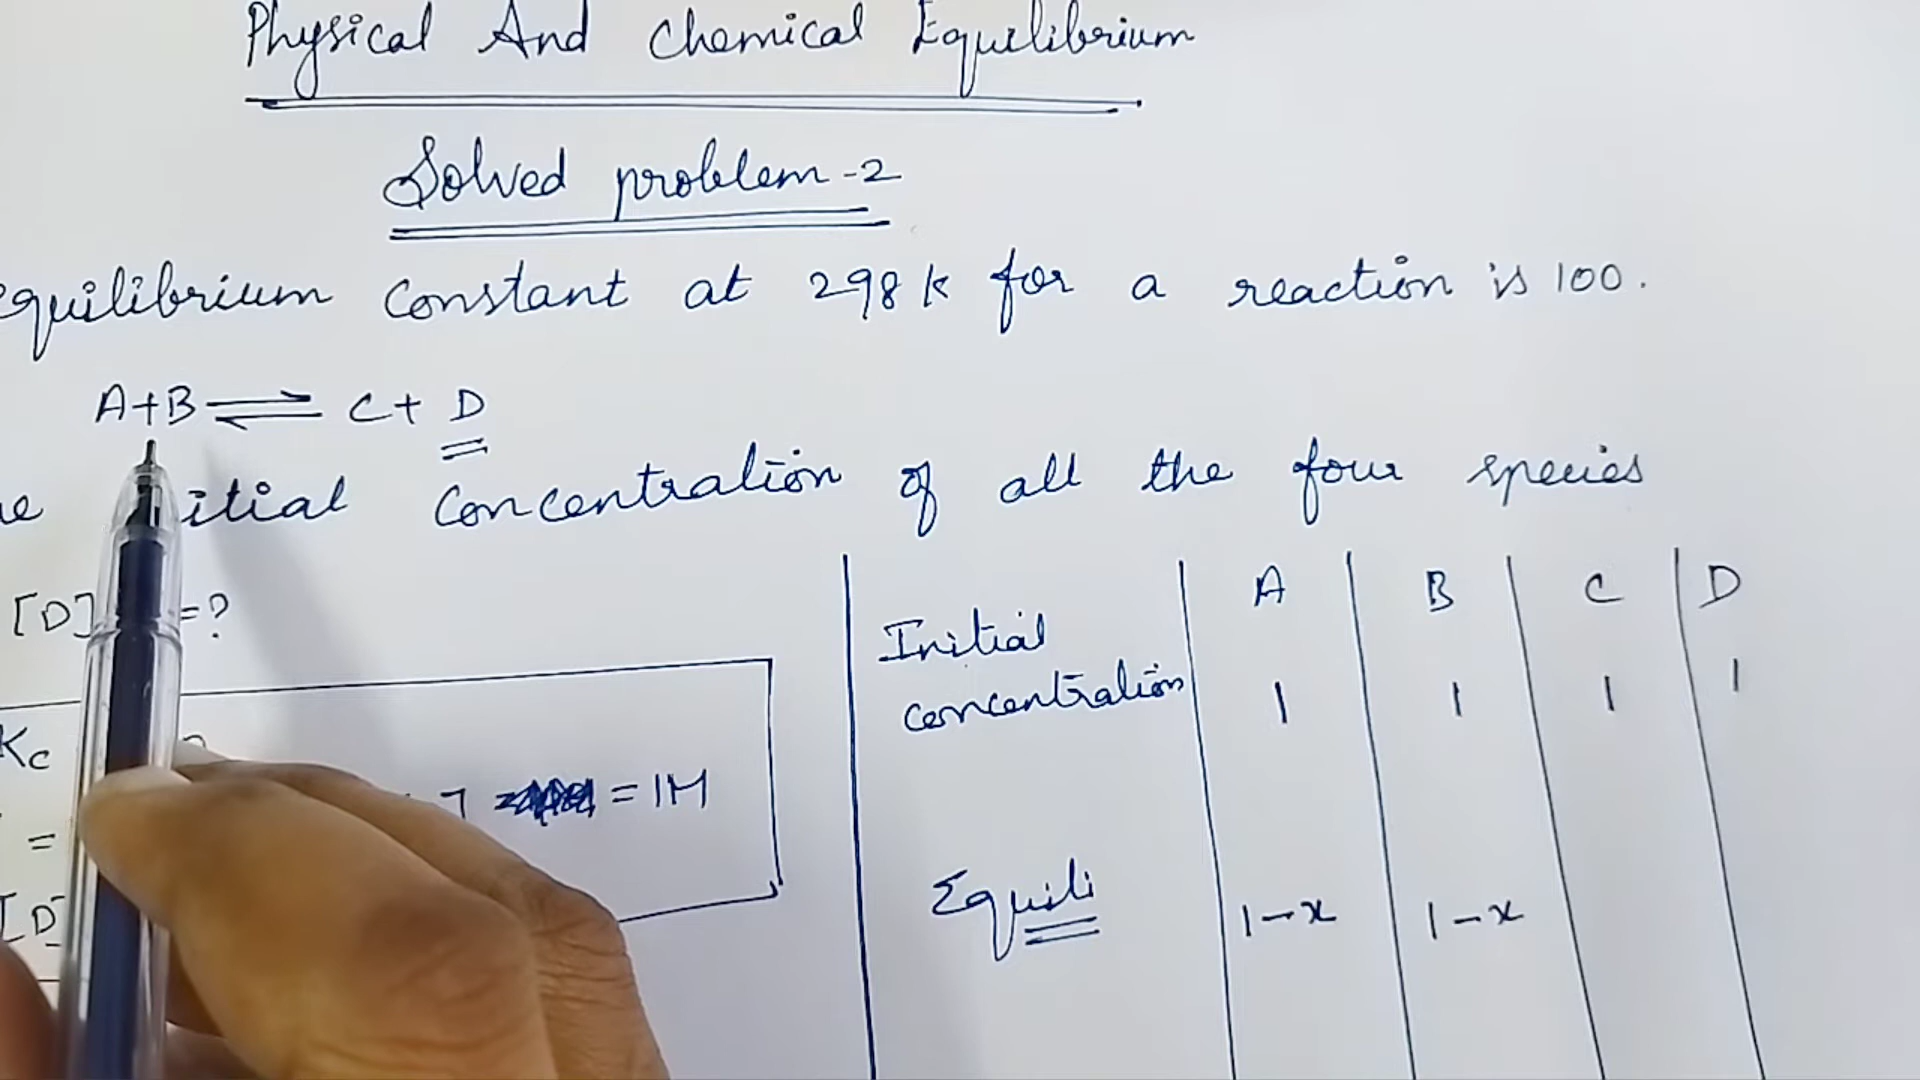 Physical And Chemical Equilibrium
Solved problem-2
equilibrium constant at 298 k for a reaction is 100.
A+B ⇌ C+ D
itial concentration of all the four species
[D] =?
Kc
= 1M
=
[D]
A B C D
Initial concentration 1 1 1 1
Equili 1-x 1-x